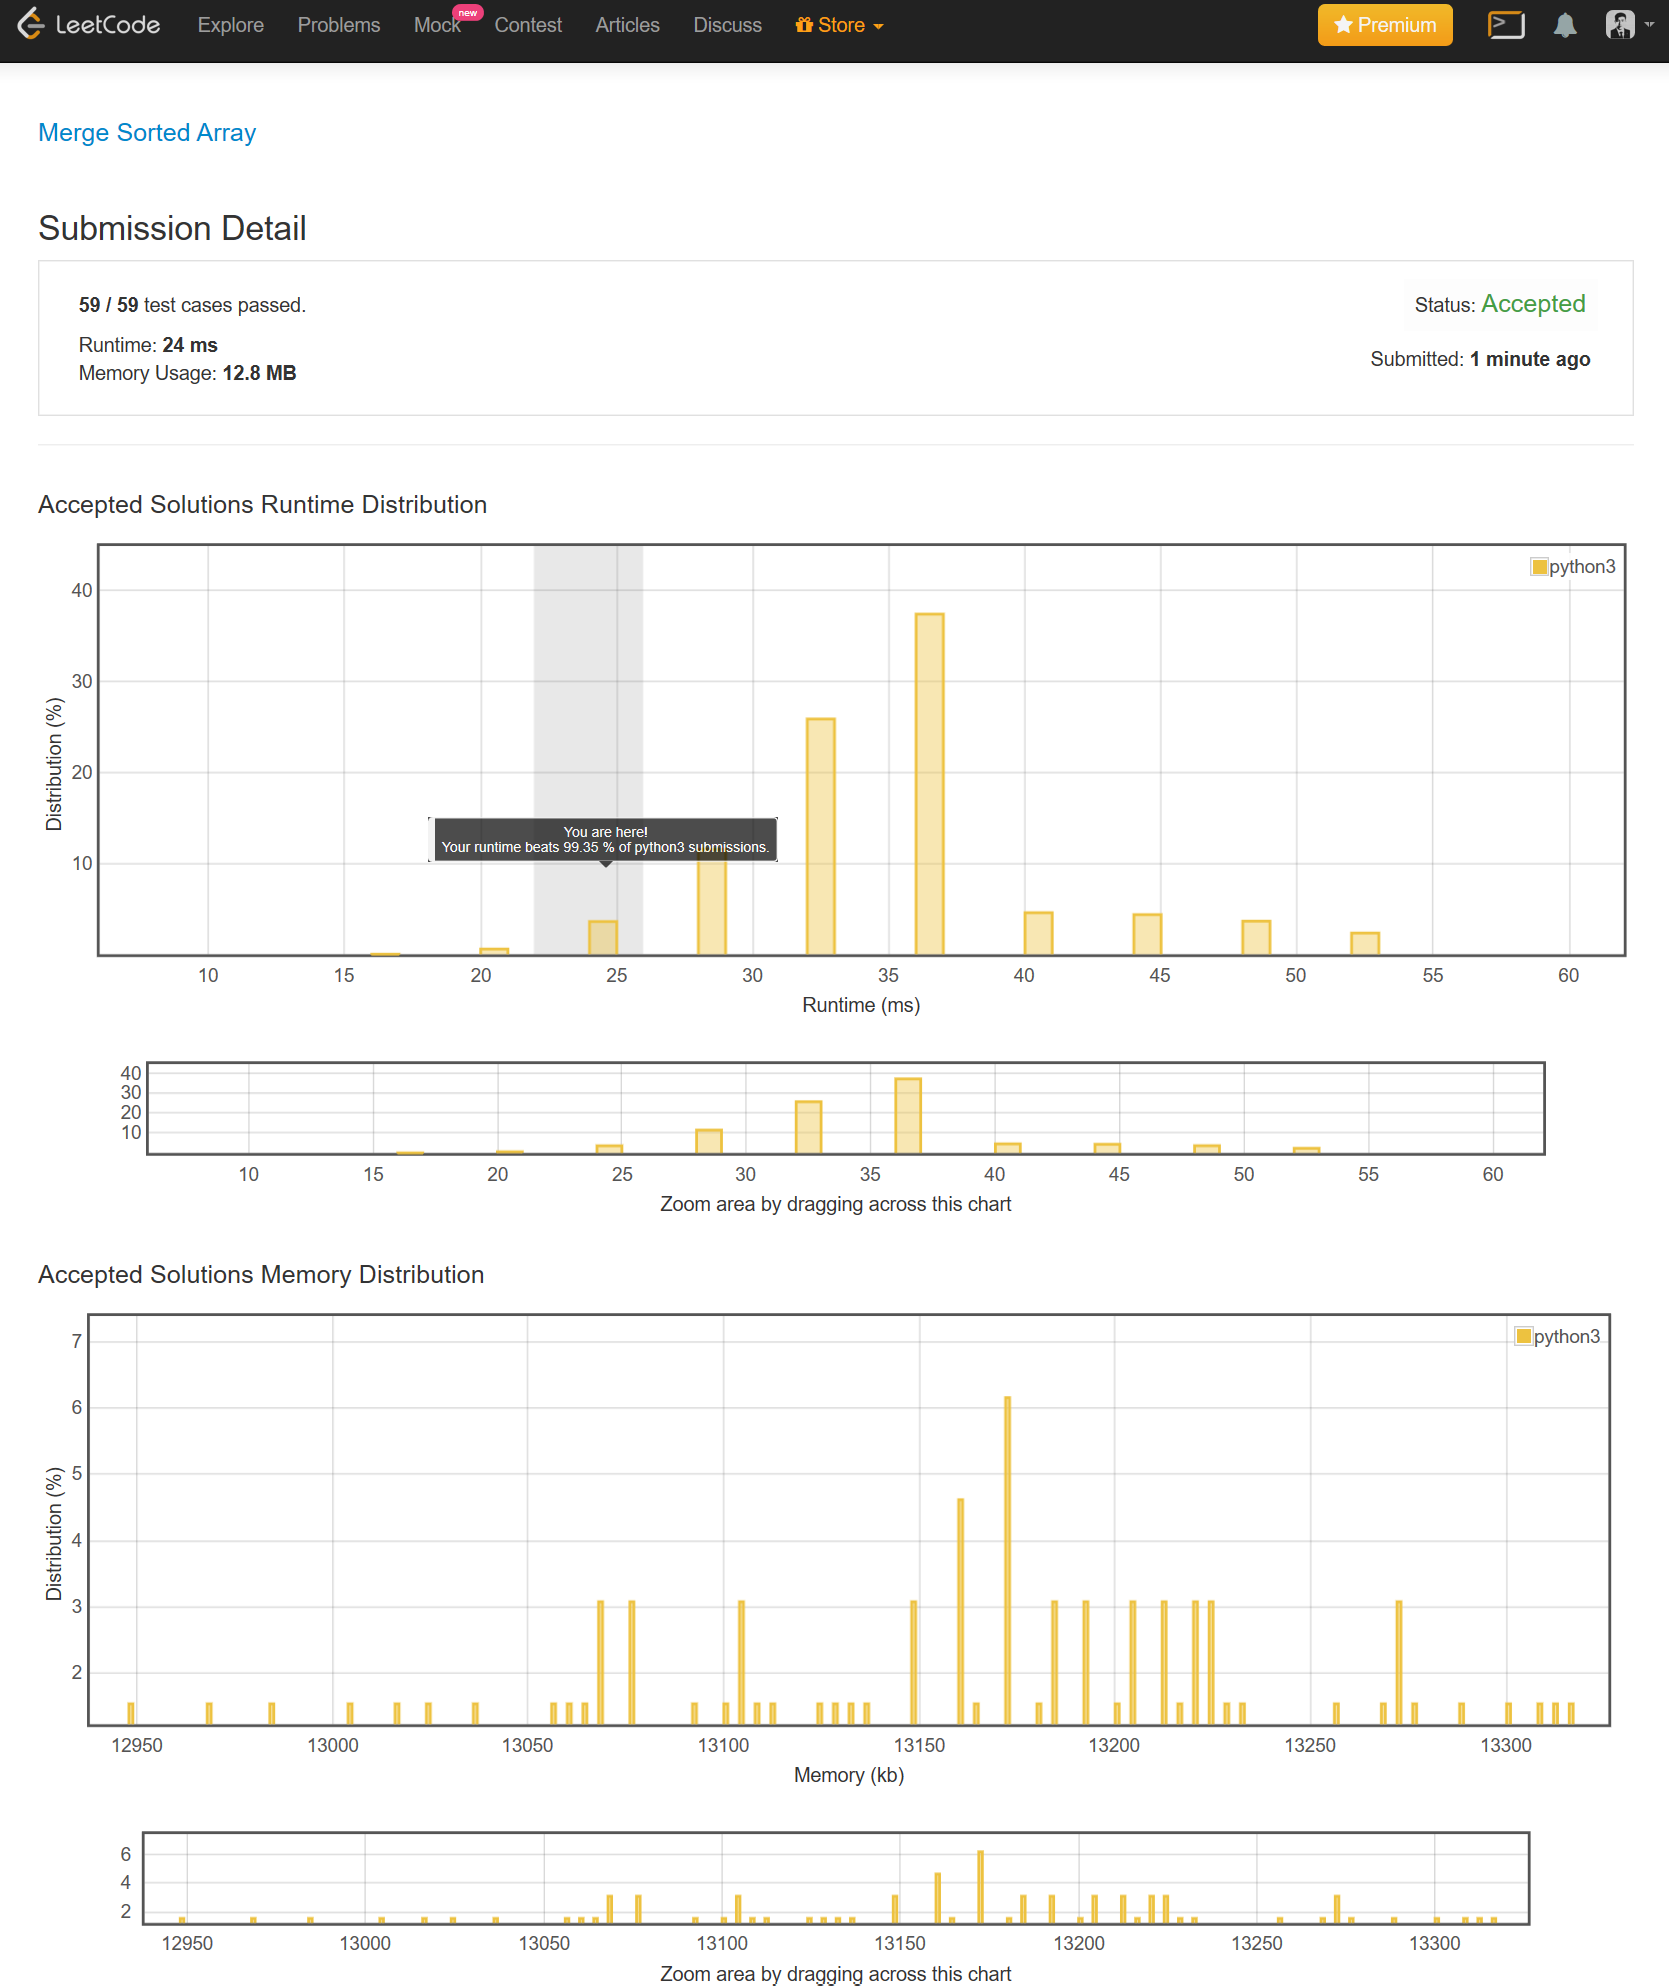 LeetCode Explore Problems Mock new Contest Articles Discuss Store Premium
Merge Sorted Array
Submission Detail
59 / 59 test cases passed.
Status: Accepted
Runtime: 24 ms
Submitted: 1 minute ago
Memory Usage: 12.8 MB
Accepted Solutions Runtime Distribution
python3
40
30
20
10
Distribution (%)
You are here!
Your runtime beats 99.35 % of python3 submissions.
10 15 20 25 30 35 40 45 50 55 60
Runtime (ms)
40
30
20
10
10 15 20 25 30 35 40 45 50 55 60
Zoom area by dragging across this chart
Accepted Solutions Memory Distribution
python3
7
6
5
4
3
2
Distribution (%)
12950 13000 13050 13100 13150 13200 13250 13300
Memory (kb)
6
4
2
12950 13000 13050 13100 13150 13200 13250 13300
Zoom area by dragging across this chart